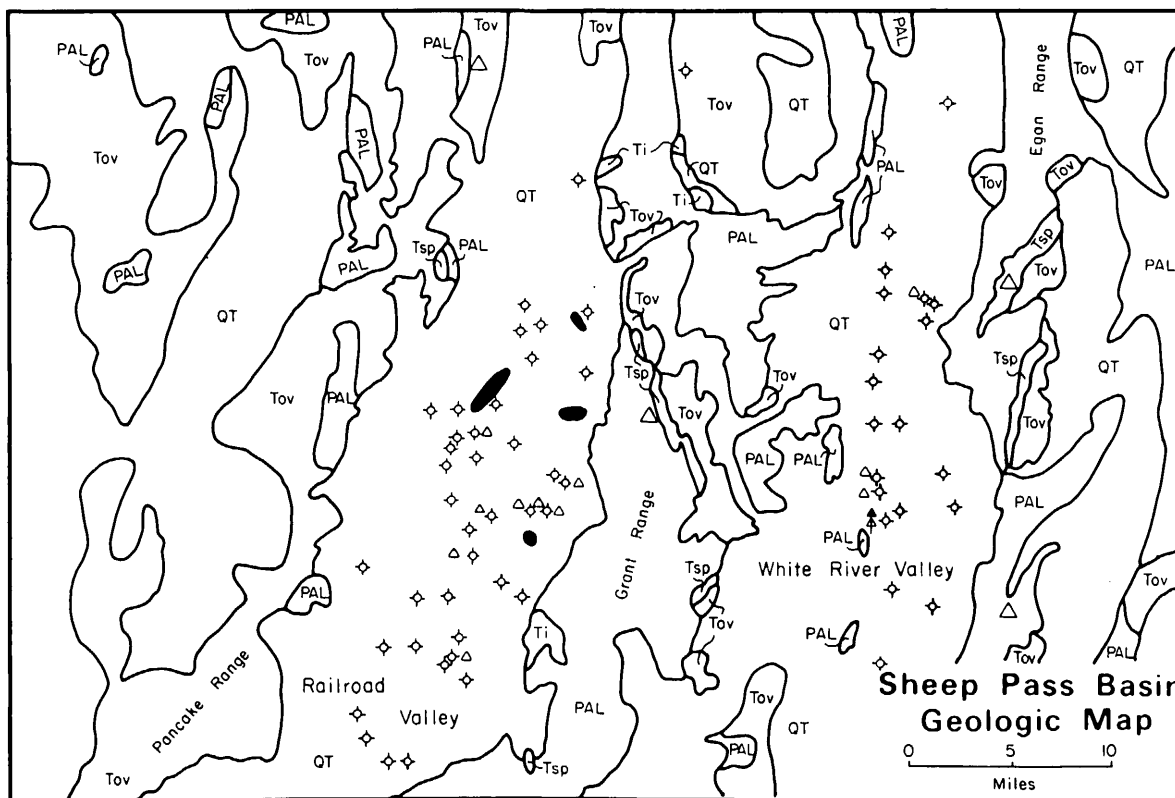 PAL
Tov
PAL
Tov
PAL
Tov
Tov
QT
PAL
Tov
QT
Egan Range
Tov
QT
PAL
PAL
Tov
Ti
QT
Ti
PAL
Tov
Tov
QT
Tov
Tsp
PAL
PAL
PAL
PAL
Tsp
Tov
PAL
QT
Tov
QT
Tov
PAL
Tsp
Tov
Tov
Tsp
QT
Tov
PAL
PAL
PAL
Grant Range
PAL
White River Valley
PAL
Tsp
Tov
Tov
Ti
PAL
Pancake Range
Railroad
Valley
PAL
Tov
Tov
PAL
QT
PAL
QT
Tov
Tsp
Sheep Pass Basin
Geologic Map
0 5 10
Miles